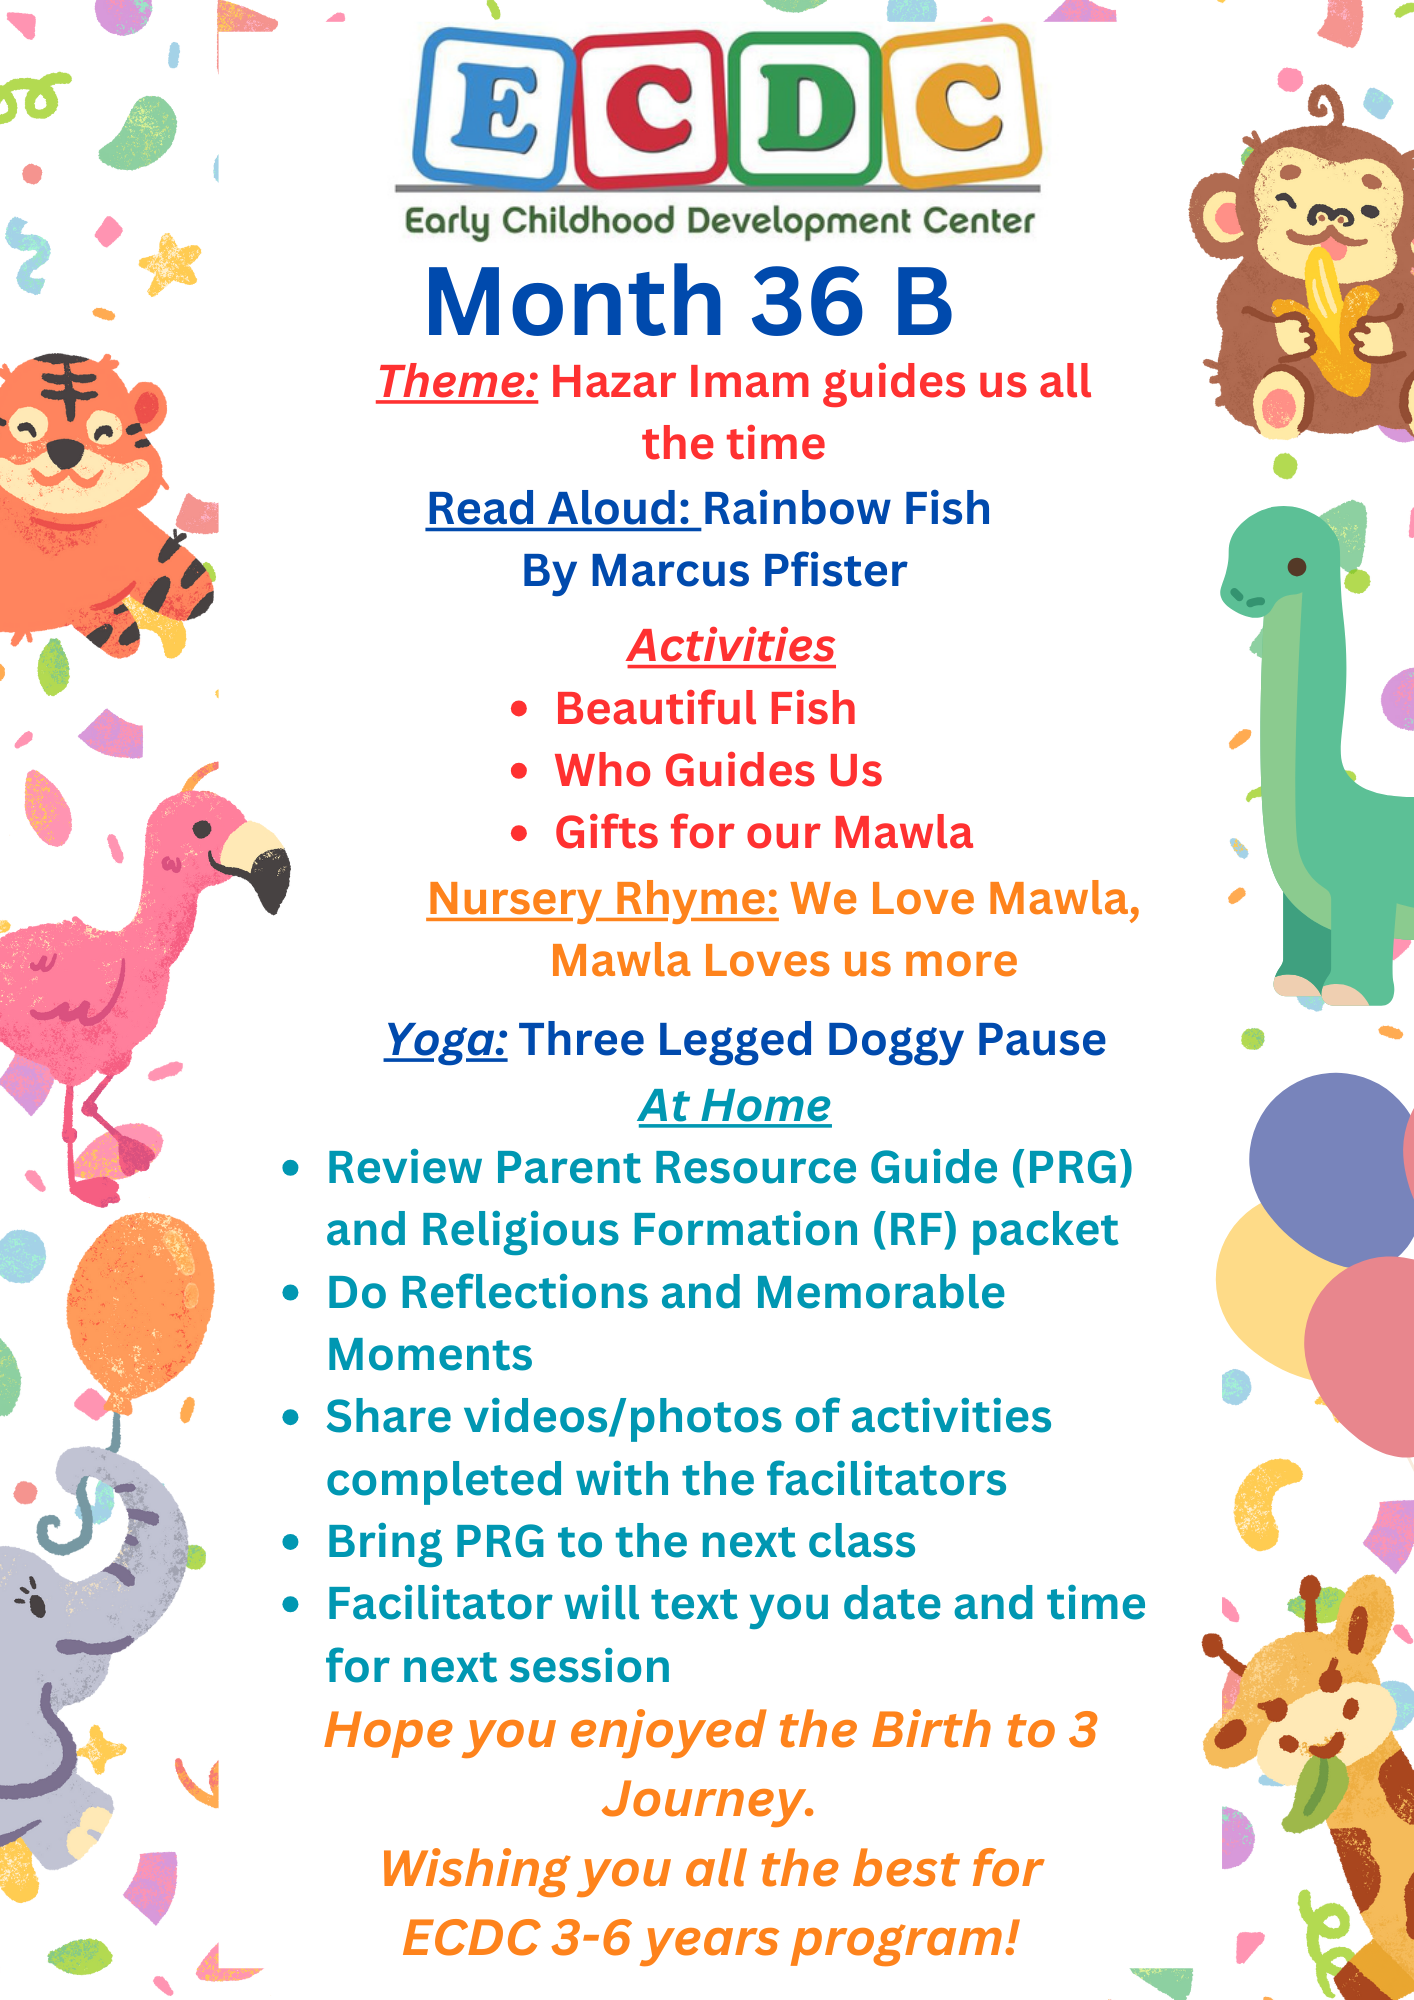 ECDC
Early Childhood Development Center
Month 36 B
Theme: Hazar Imam guides us all
the time
Read Aloud: Rainbow Fish
By Marcus Pfister
Activities
• Beautiful Fish
• Who Guides Us
• Gifts for our Mawla
Nursery Rhyme: We Love Mawla,
Mawla Loves us more
Yoga: Three Legged Doggy Pause
At Home
• Review Parent Resource Guide (PRG)
and Religious Formation (RF) packet
• Do Reflections and Memorable
Moments
• Share videos/photos of activities
completed with the facilitators
• Bring PRG to the next class
• Facilitator will text you date and time
for next session
Hope you enjoyed the Birth to 3
Journey.
Wishing you all the best for
ECDC 3-6 years program!